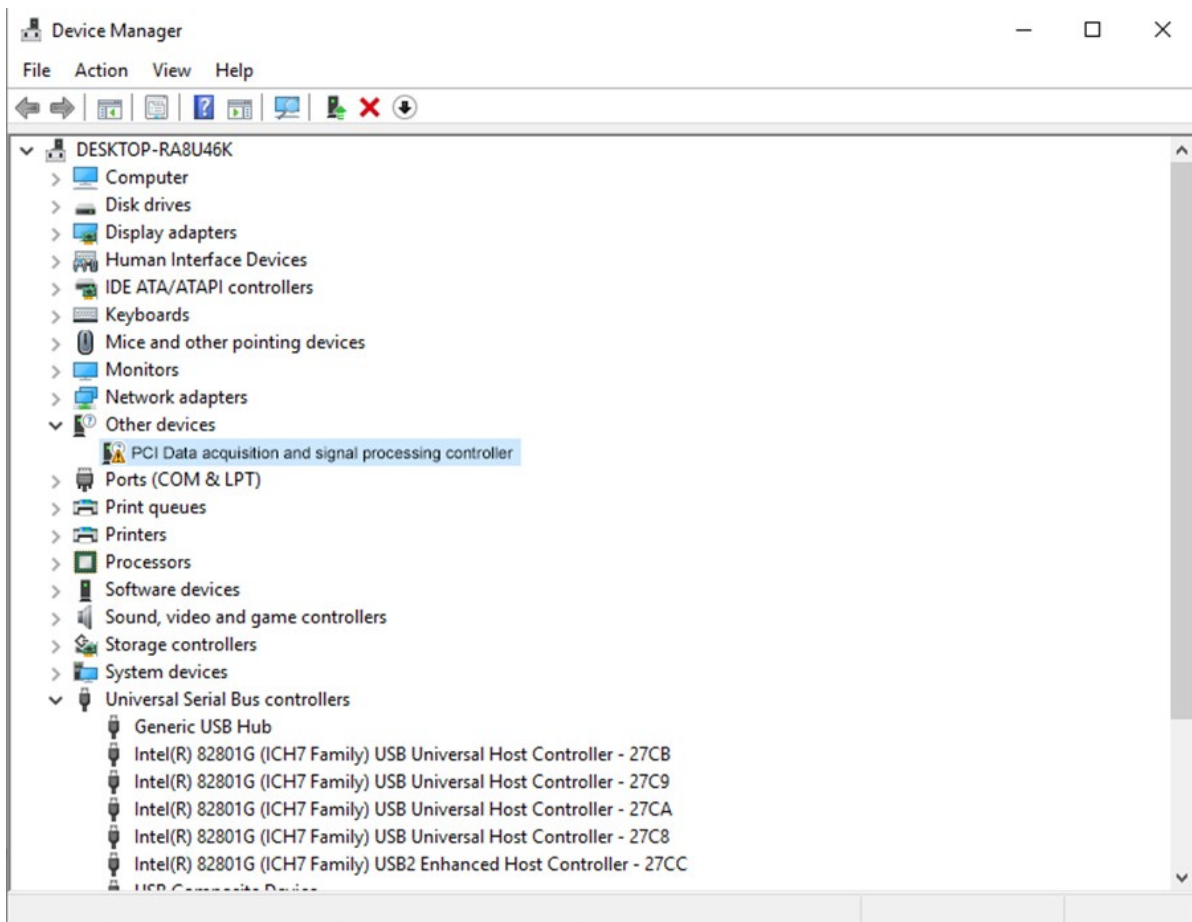 Device Manager
File Action View Help
DESKTOP-RA8U46K
Computer
Disk drives
Display adapters
Human Interface Devices
IDE ATA/ATAPI controllers
Keyboards
Mice and other pointing devices
Monitors
Network adapters
Other devices
PCI Data acquisition and signal processing controller
Ports (COM & LPT)
Print queues
Printers
Processors
Software devices
Sound, video and game controllers
Storage controllers
System devices
Universal Serial Bus controllers
Generic USB Hub
Intel(R) 82801G (ICH7 Family) USB Universal Host Controller - 27CB
Intel(R) 82801G (ICH7 Family) USB Universal Host Controller - 27C9
Intel(R) 82801G (ICH7 Family) USB Universal Host Controller - 27CA
Intel(R) 82801G (ICH7 Family) USB Universal Host Controller - 27C8
Intel(R) 82801G (ICH7 Family) USB2 Enhanced Host Controller - 27CC
USB Composite Device